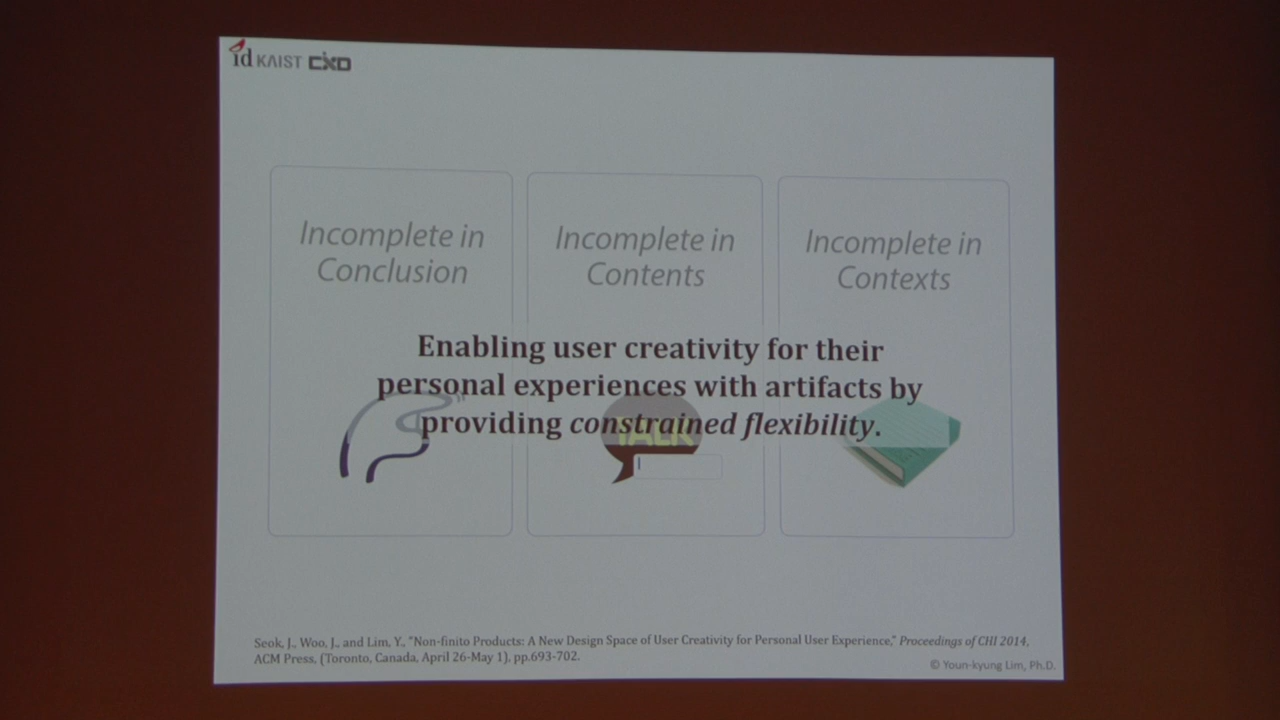 id KAIST CXD
Incomplete in
Conclusion
Incomplete in
Contents
Incomplete in
Contexts
Enabling user creativity for their
personal experiences with artifacts by
providing constrained flexibility.
TALK
Seok, J., Woo, J., and Lim, Y., "Non-finito Products: A New Design Space of User Creativity for Personal User Experience," Proceedings of CHI 2014,
ACM Press, (Toronto, Canada, April 26-May 1), pp.693-702.
© Youn-kyung Lim, Ph.D.